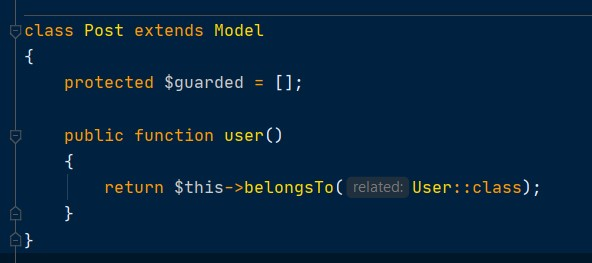 class Post extends Model
{
    protected $guarded = [];

    public function user()
    {
        return $this->belongsTo( related: User::class);
    }
}